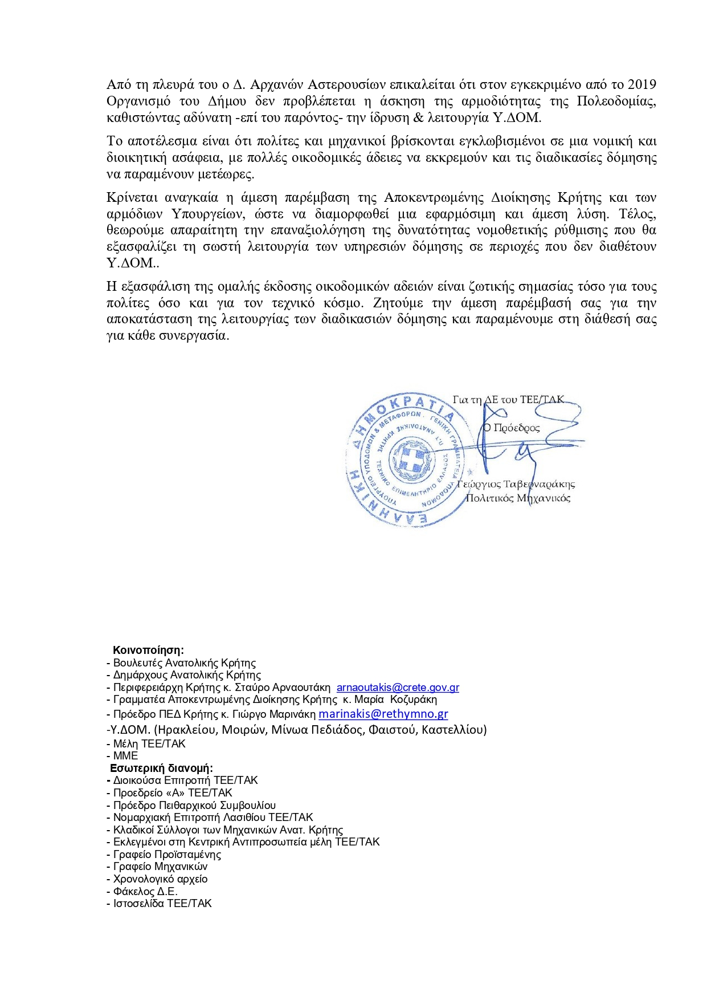 Από τη πλευρά του ο Δ. Αρχανών Αστερουσίων επικαλείται ότι στον εγκεκριμένο από το 2019
Οργανισμό του Δήμου δεν προβλέπεται η άσκηση της αρμοδιότητας της Πολεοδομίας,
καθιστώντας αδύνατη -επί του παρόντος- την ίδρυση & λειτουργία Υ.ΔΟΜ.
Το αποτέλεσμα είναι ότι πολίτες και μηχανικοί βρίσκονται εγκλωβισμένοι σε μια νομική και
διοικητική ασάφεια, με πολλές οικοδομικές άδειες να εκκρεμούν και τις διαδικασίες δόμησης
να παραμένουν μετέωρες.
Κρίνεται αναγκαία η άμεση παρέμβαση της Αποκεντρωμένης Διοίκησης Κρήτης και των
αρμόδιων Υπουργείων, ώστε να διαμορφωθεί μια εφαρμόσιμη και άμεση λύση. Τέλος,
θεωρούμε απαραίτητη την επαναξιολόγηση της δυνατότητας νομοθετικής ρύθμισης που θα
εξασφαλίζει τη σωστή λειτουργία των υπηρεσιών δόμησης σε περιοχές που δεν διαθέτουν
Υ.ΔΟΜ..
Η εξασφάλιση της ομαλής έκδοσης οικοδομικών αδειών είναι ζωτικής σημασίας τόσο για τους
πολίτες όσο και για τον τεχνικό κόσμο. Ζητούμε την άμεση παρέμβασή σας για την
αποκατάσταση της λειτουργίας των διαδικασιών δόμησης και παραμένουμε στη διάθεσή σας
για κάθε συνεργασία.
Για τη ΔΕ του ΤΕΕ/ΤΑΚ
Ο Πρόεδρος
Γεώργιος Ταβερναράκης
Πολιτικός Μηχανικός
ΕΛΛΗΝΙΚΗ ΔΗΜΟΚΡΑΤΙΑ
ΥΠΟΥΡΓΕΙΟ ΥΠΟΔΟΜΩΝ & ΜΕΤΑΦΟΡΩΝ . ΓΕΝΙΚΗ ΓΡΑΜΜΑΤΕΙΑ ΥΠΟΔΟΜΩΝ
ΤΕΧΝΙΚΟ ΕΠΙΜΕΛΗΤΗΡΙΟ ΕΛΛΑΔΟΣ
Π.Τ. ΑΝΑΤΟΛΙΚΗΣ ΚΡΗΤΗΣ
Κοινοποίηση:
- Βουλευτές Ανατολικής Κρήτης
- Δημάρχους Ανατολικής Κρήτης
- Περιφερειάρχη Κρήτης κ. Σταύρο Αρναουτάκη arnaoutakis@crete.gov.gr
- Γραμματέα Αποκεντρωμένης Διοίκησης Κρήτης κ. Μαρία Κοζυράκη
- Πρόεδρο ΠΕΔ Κρήτης κ. Γιώργο Μαρινάκη marinakis@rethymno.gr
-Υ.ΔΟΜ. (Ηρακλείου, Μοιρών, Μίνωα Πεδιάδος, Φαιστού, Καστελλίου)
- Μέλη ΤΕΕ/ΤΑΚ
- ΜΜΕ
Εσωτερική διανομή:
- Διοικούσα Επιτροπή ΤΕΕ/ΤΑΚ
- Προεδρείο «Α» ΤΕΕ/ΤΑΚ
- Πρόεδρο Πειθαρχικού Συμβουλίου
- Νομαρχιακή Επιτροπή Λασιθίου ΤΕΕ/ΤΑΚ
- Κλαδικοί Σύλλογοι των Μηχανικών Ανατ. Κρήτης
- Εκλεγμένοι στη Κεντρική Αντιπροσωπεία μέλη ΤΕΕ/ΤΑΚ
- Γραφείο Προϊσταμένης
- Γραφείο Μηχανικών
- Χρονολογικό αρχείο
- Φάκελος Δ.Ε.
- Ιστοσελίδα ΤΕΕ/ΤΑΚ